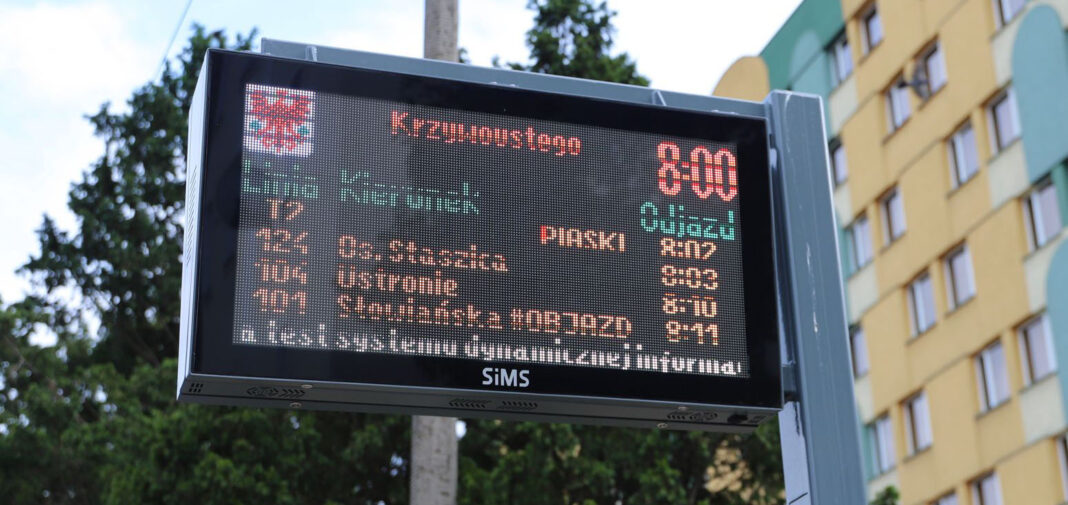 Krzywoustego
8:00
Linia Kierunek Odjazd
T2 PIASKI 8:02
124 Os. Staszica 8:03
104 Ustronie 8:10
101 Słowiańska #OBJAZD 8:11
a test systemu dynamicznej informa
SiMS